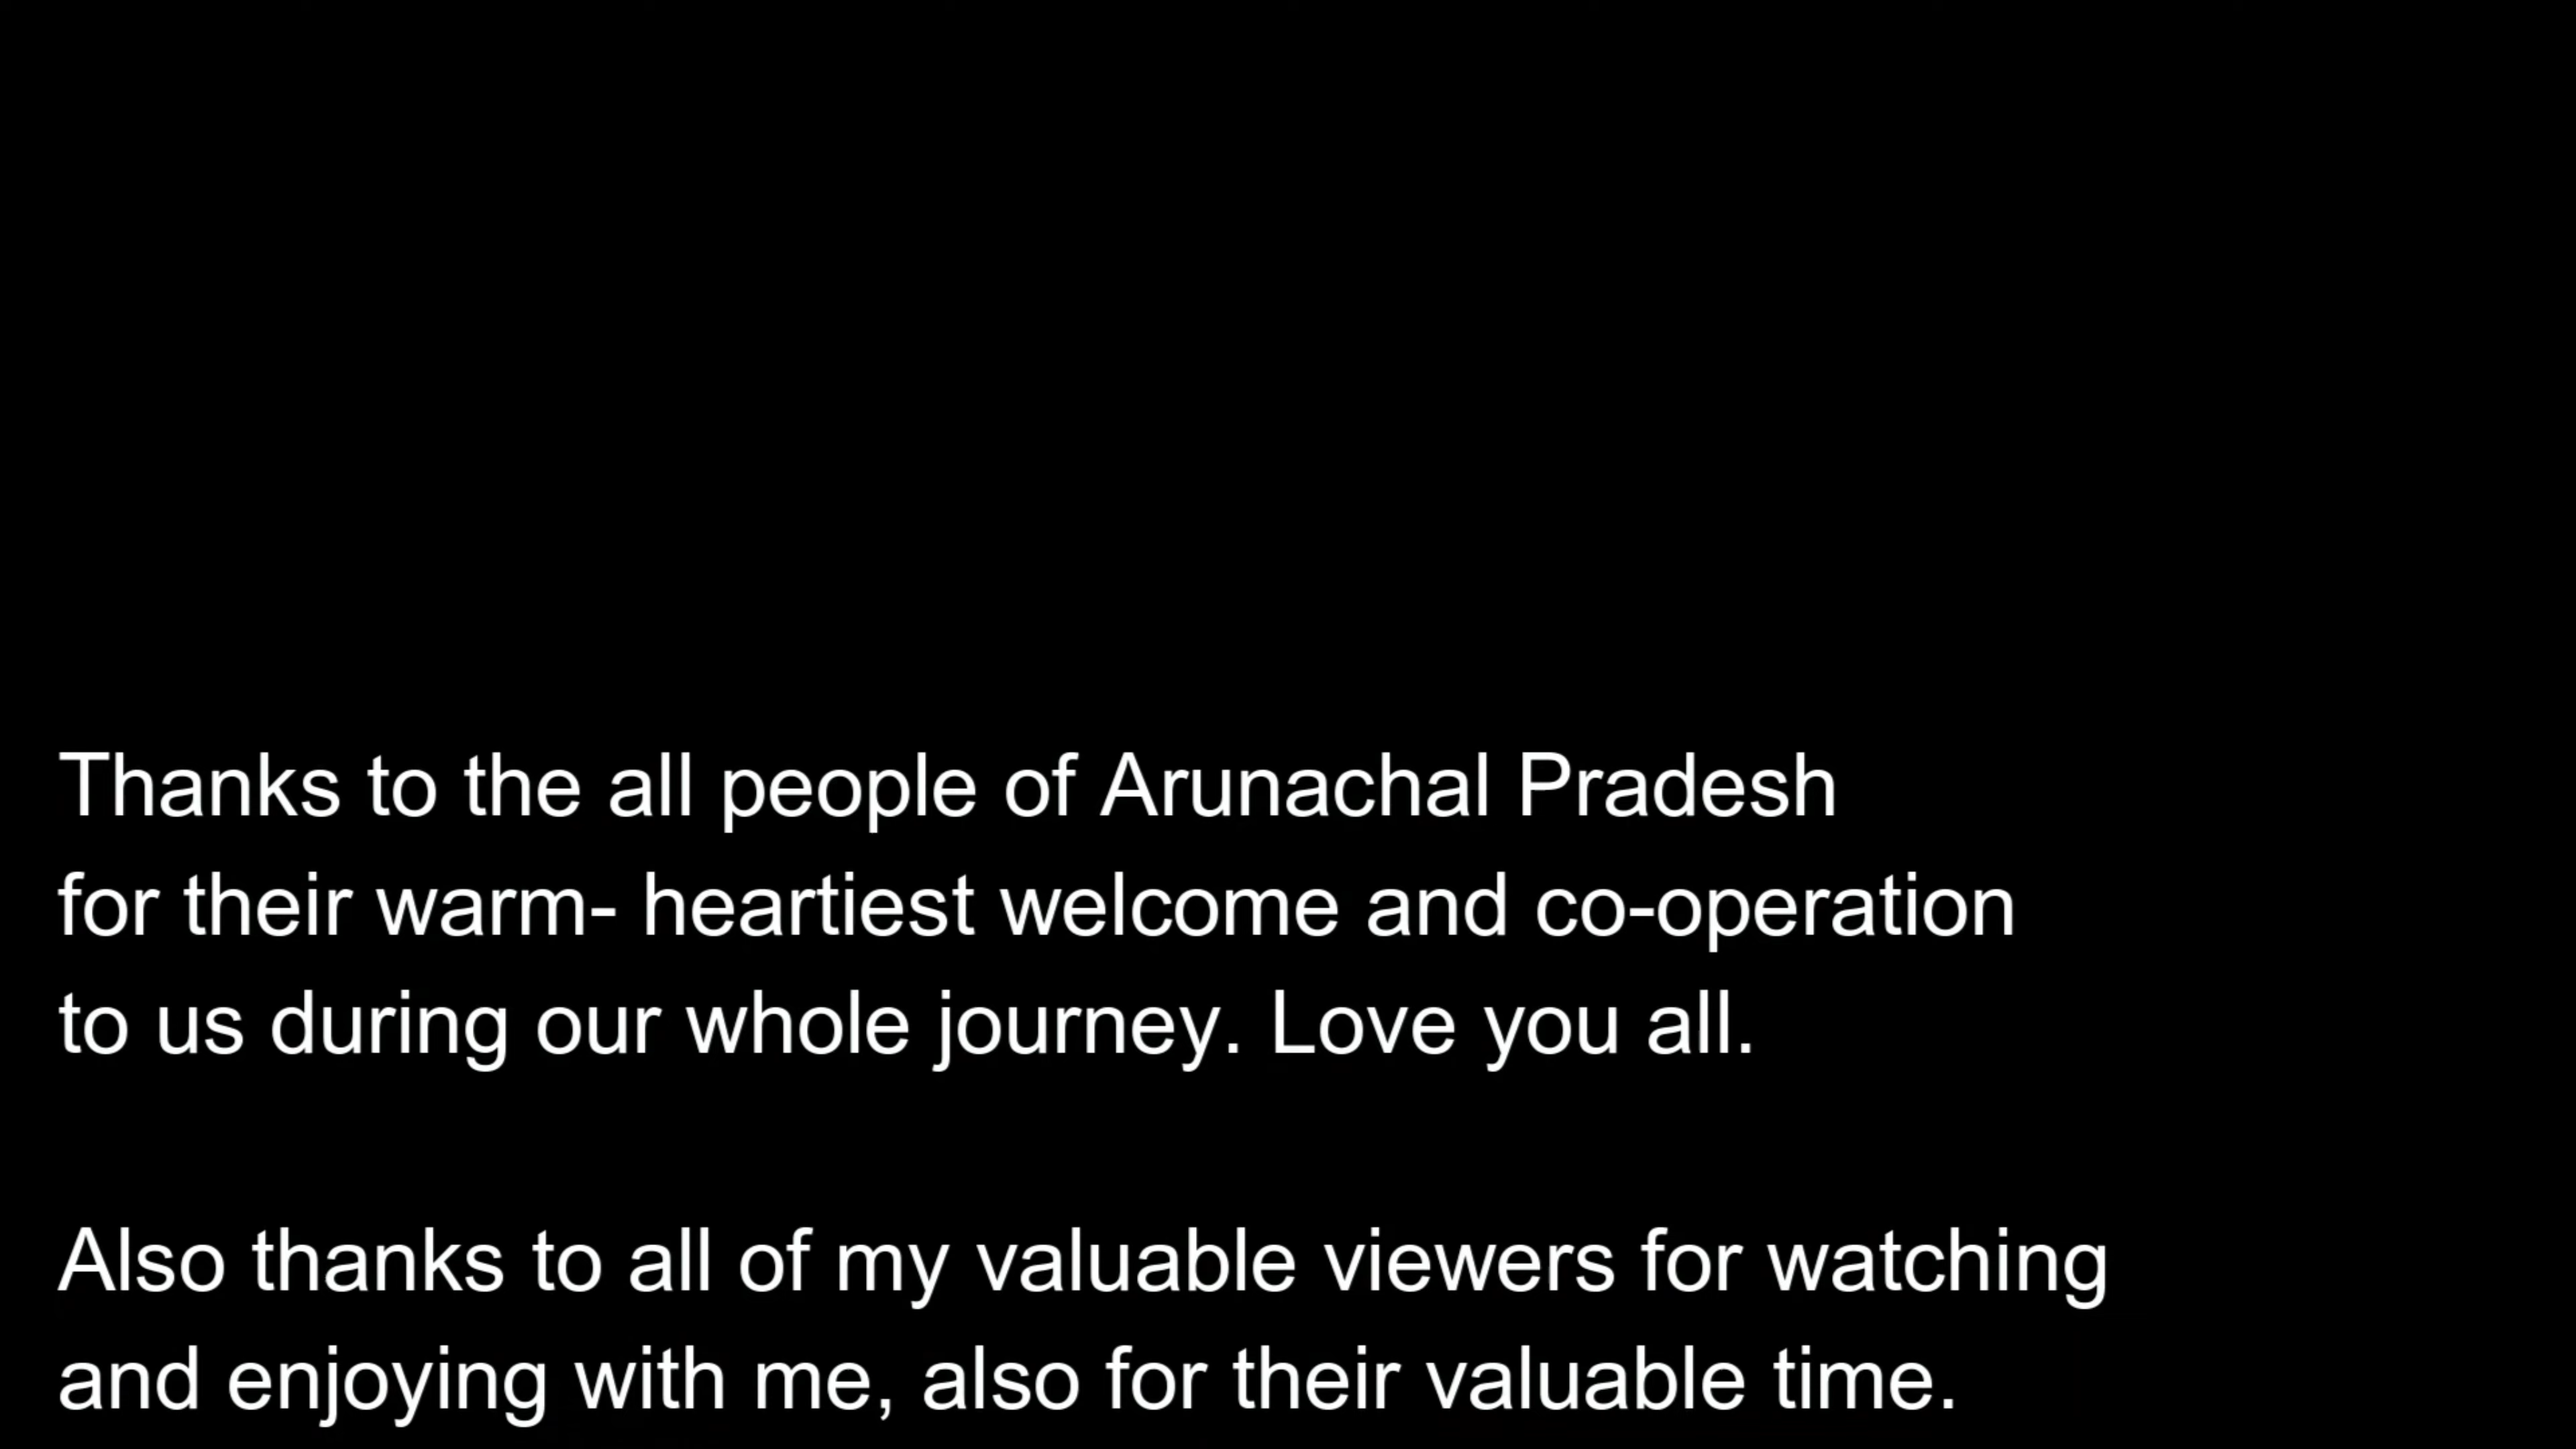 Thanks to the all people of Arunachal Pradesh
for their warm- heartiest welcome and co-operation
to us during our whole journey. Love you all.
Also thanks to all of my valuable viewers for watching
and enjoying with me, also for their valuable time.